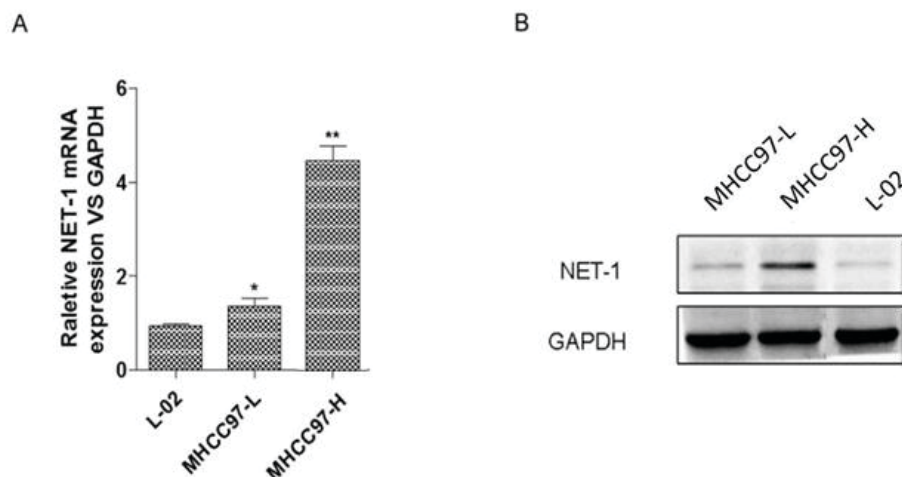 A
B
Raletive NET-1 mRNA
expression VS GAPDH
6
4
2
0
*
**
L-02
MHCC97-L
MHCC97-H
MHCC97-L
MHCC97-H
L-02
NET-1
GAPDH